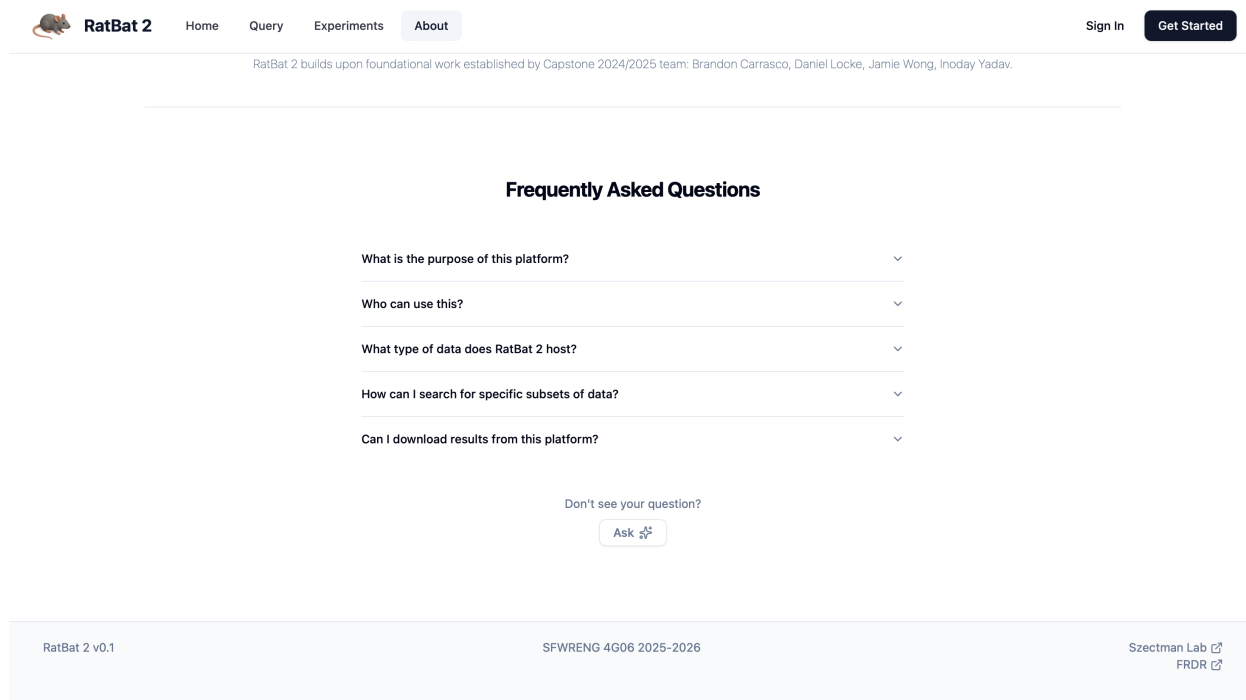 RatBat 2
Home
Query
Experiments
About
Sign In
Get Started
RatBat 2 builds upon foundational work established by Capstone 2024/2025 team: Brandon Carrasco, Daniel Locke, Jamie Wong, Inoday Yadav.
Frequently Asked Questions
What is the purpose of this platform?
Who can use this?
What type of data does RatBat 2 host?
How can I search for specific subsets of data?
Can I download results from this platform?
Don't see your question?
Ask
RatBat 2 v0.1
SFWRENG 4G06 2025-2026
Szectman Lab
FRDR